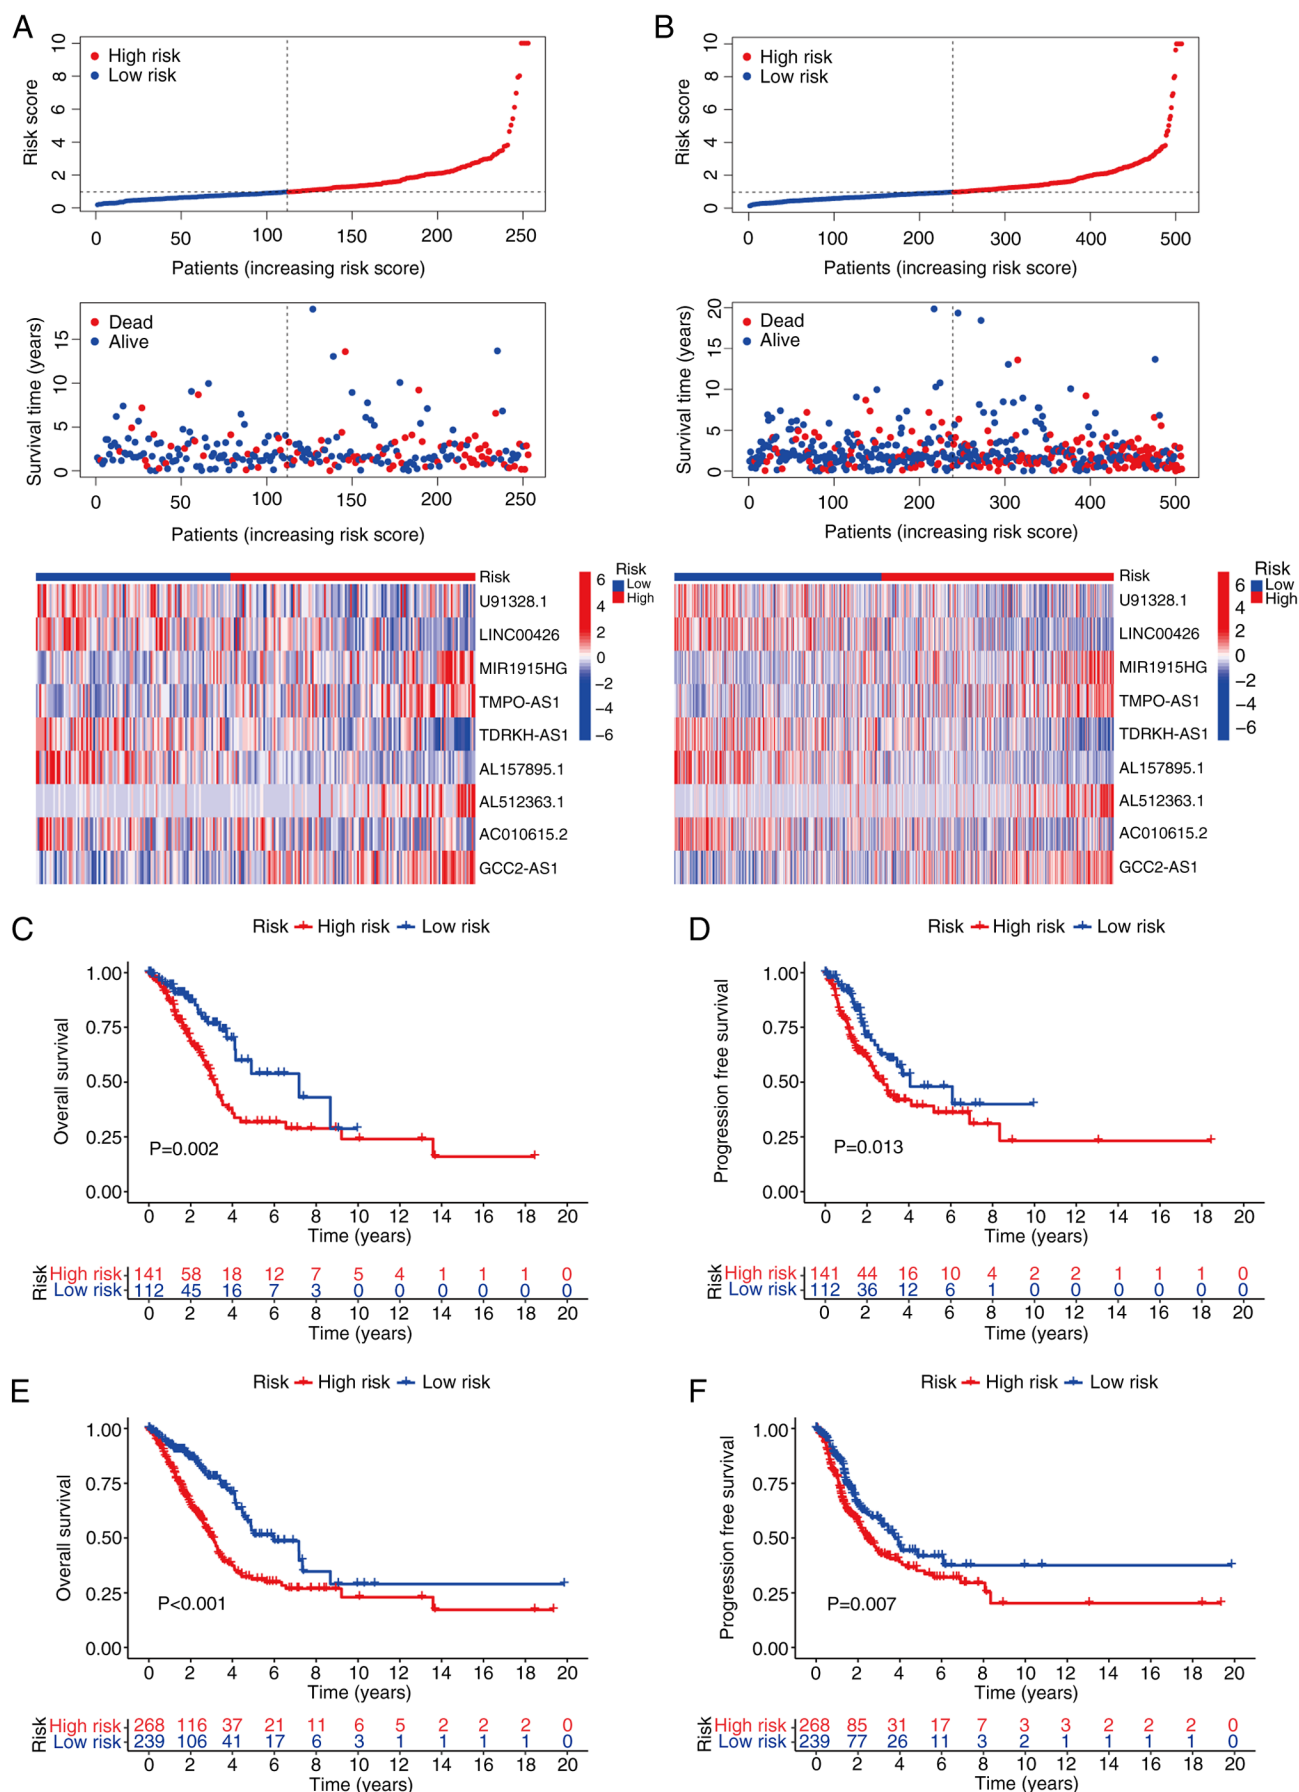 A
High risk
Low risk
Risk score
10
8
6
4
2
0
0 50 100 150 200 250
Patients (increasing risk score)
Dead
Alive
Survival time (years)
15
10
5
0
0 50 100 150 200 250
Patients (increasing risk score)
Risk
U91328.1
LINC00426
MIR1915HG
TMPO-AS1
TDRKH-AS1
AL157895.1
AL512363.1
AC010615.2
GCC2-AS1
6
4
2
0
−2
−4
−6
Risk
Low
High
B
High risk
Low risk
Risk score
10
8
6
4
2
0
0 100 200 300 400 500
Patients (increasing risk score)
Dead
Alive
Survival time (years)
20
15
10
5
0
0 100 200 300 400 500
Patients (increasing risk score)
Risk
U91328.1
LINC00426
MIR1915HG
TMPO-AS1
TDRKH-AS1
AL157895.1
AL512363.1
AC010615.2
GCC2-AS1
6
4
2
0
−2
−4
−6
Risk
Low
High
C
Risk High risk Low risk
Overall survival
1.00
0.75
0.50
0.25
0.00
P=0.002
0 2 4 6 8 10 12 14 16 18 20
Time (years)
Risk
High risk 141 58 18 12 7 5 4 1 1 1 0
Low risk 112 45 16 7 3 0 0 0 0 0 0
0 2 4 6 8 10 12 14 16 18 20
Time (years)
D
Risk High risk Low risk
Progression free survival
1.00
0.75
0.50
0.25
0.00
P=0.013
0 2 4 6 8 10 12 14 16 18 20
Time (years)
Risk
High risk 141 44 16 10 4 2 2 1 1 1 0
Low risk 112 36 12 6 1 0 0 0 0 0 0
0 2 4 6 8 10 12 14 16 18 20
Time (years)
E
Risk High risk Low risk
Overall survival
1.00
0.75
0.50
0.25
0.00
P<0.001
0 2 4 6 8 10 12 14 16 18 20
Time (years)
Risk
High risk 268 116 37 21 11 6 5 2 2 2 0
Low risk 239 106 41 17 6 3 1 1 1 1 0
0 2 4 6 8 10 12 14 16 18 20
Time (years)
F
Risk High risk Low risk
Progression free survival
1.00
0.75
0.50
0.25
0.00
P=0.007
0 2 4 6 8 10 12 14 16 18 20
Time (years)
Risk
High risk 268 85 31 17 7 3 3 2 2 2 0
Low risk 239 77 26 11 3 2 1 1 1 1 0
0 2 4 6 8 10 12 14 16 18 20
Time (years)